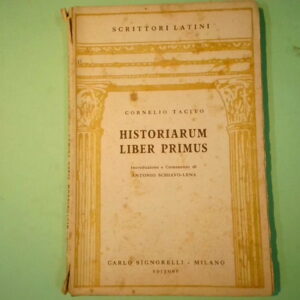 SCRITTORI LATINI
CORNELIO TACITO
HISTORIARUM
LIBER PRIMUS
Introduzione e Commento di
ANTONIO SCHIAVO-LENA
CARLO SIGNORELLI - MILANO
EDITORE